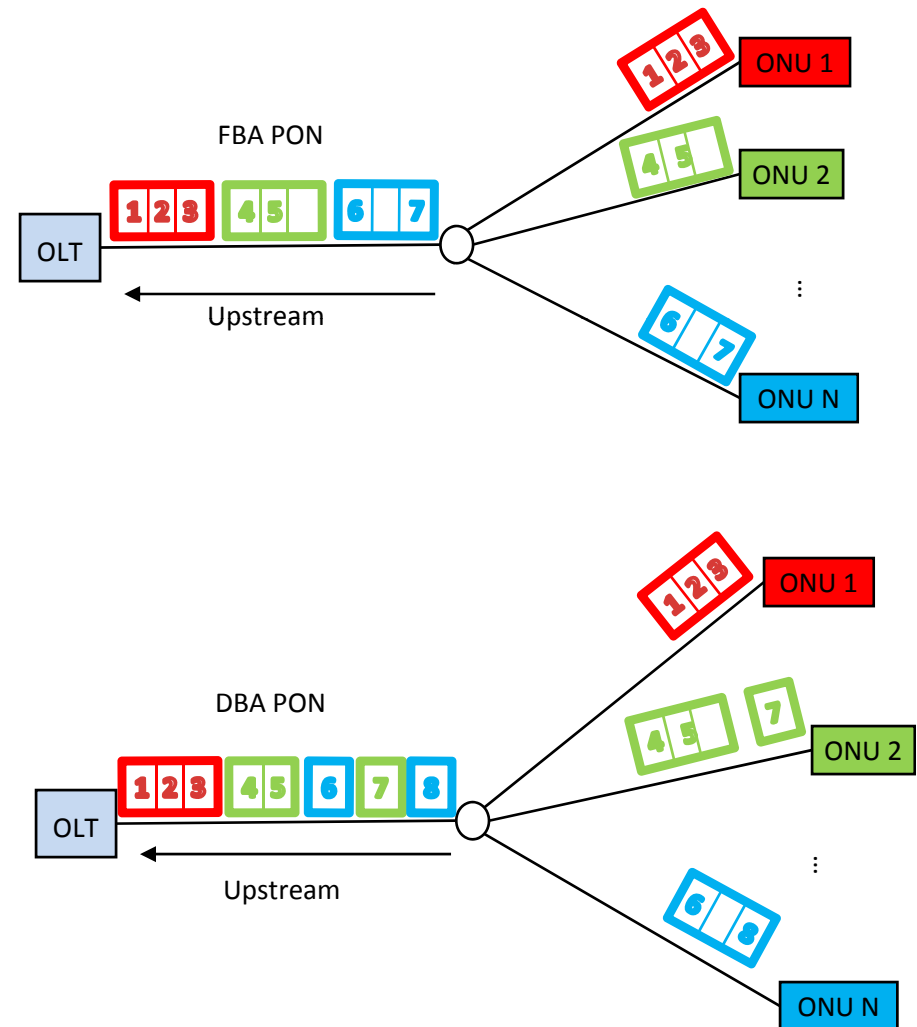 1 2 3
ONU 1
FBA PON
4 5
ONU 2
1 2 3 4 5 6 7
OLT
...
Upstream
6 7
ONU N
1 2 3
ONU 1
DBA PON
4 5 7
ONU 2
1 2 3 4 5 6 7 8
OLT
...
Upstream
6 8
ONU N